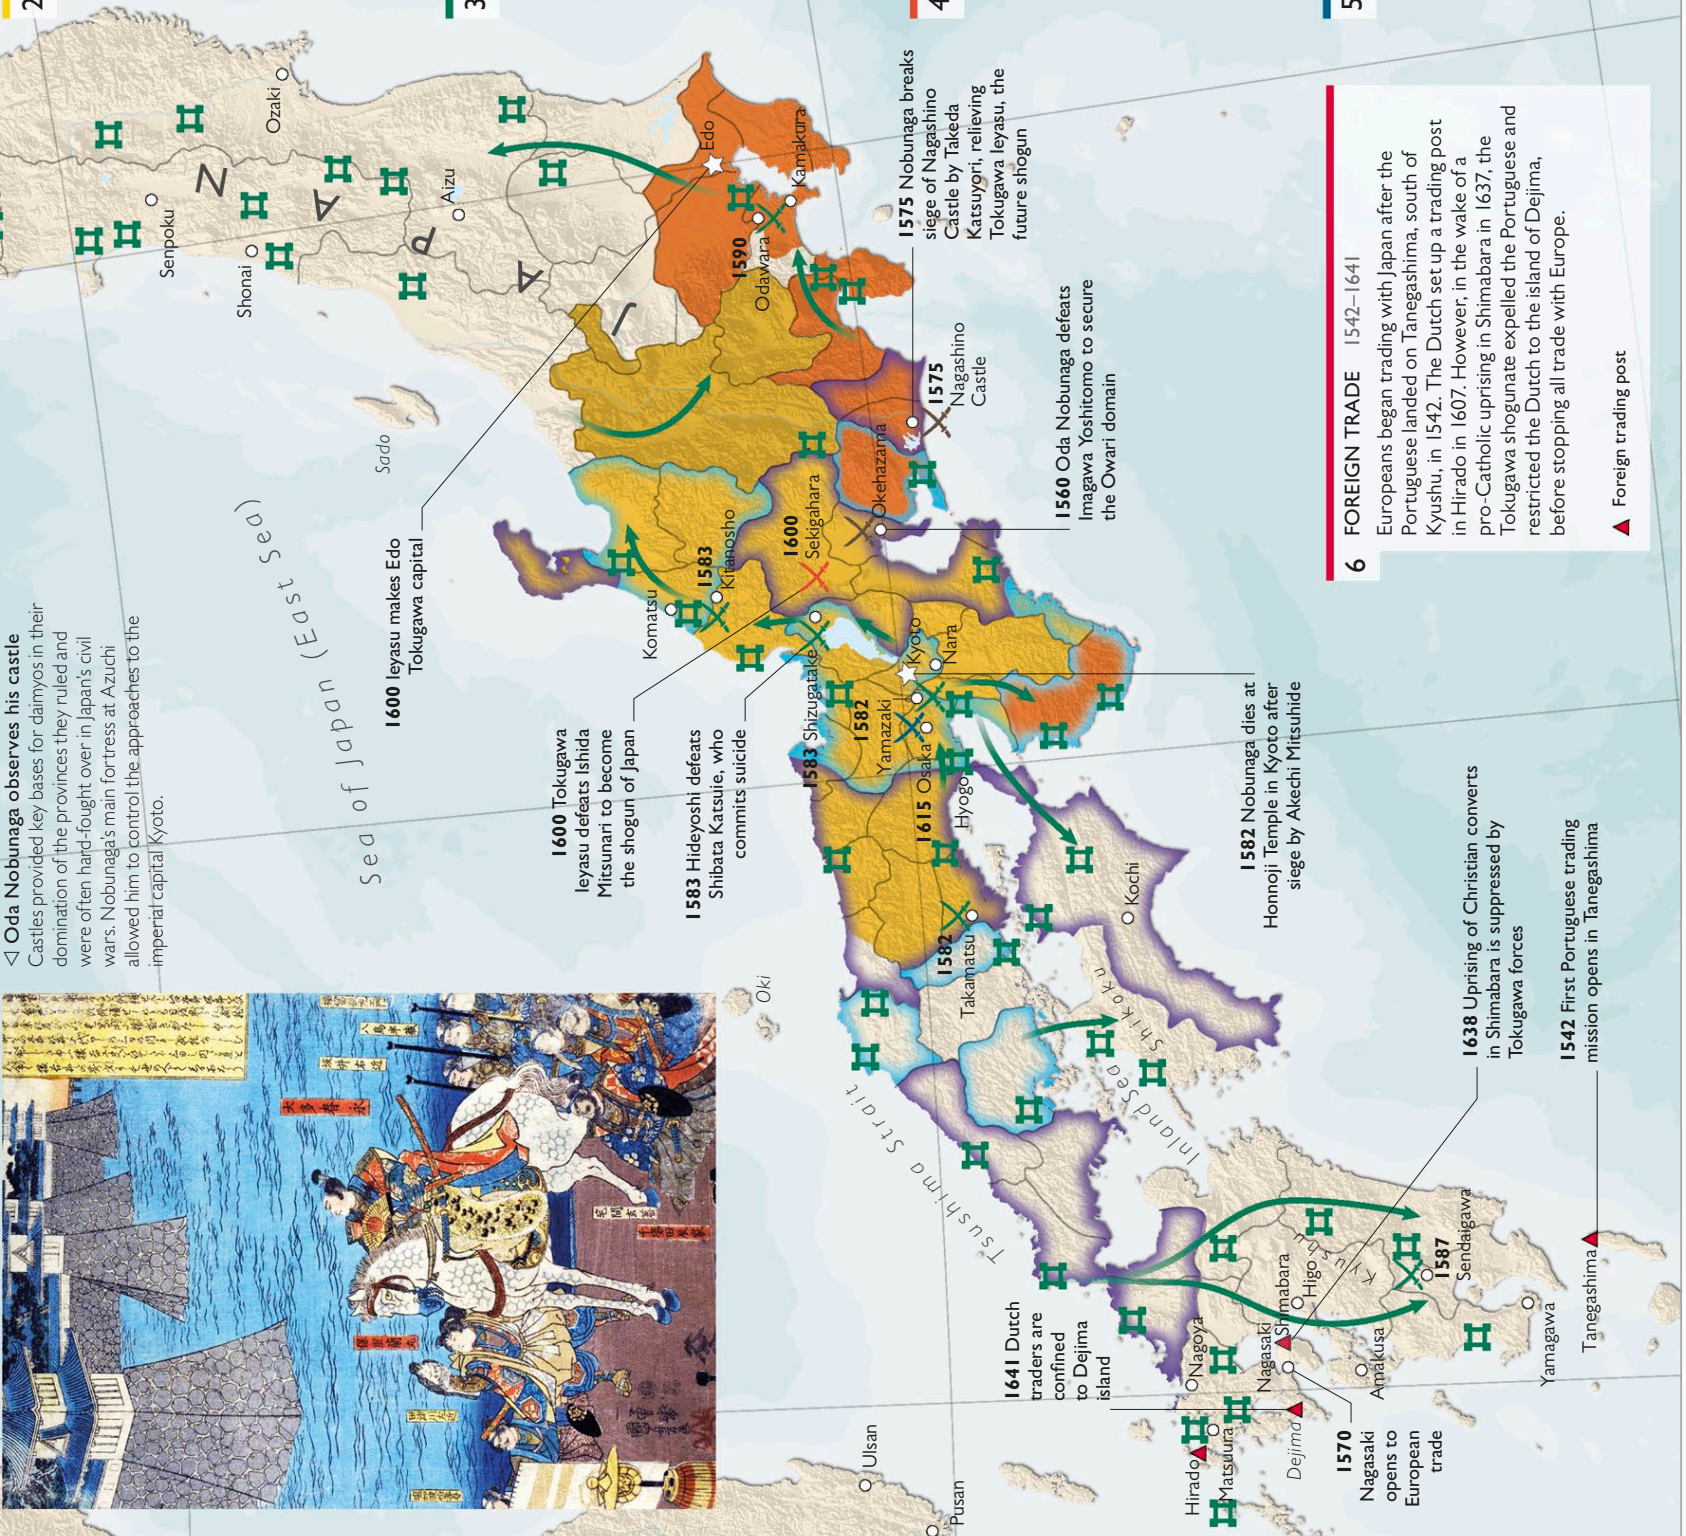 2
3
4
5
◁ Oda Nobunaga observes his castle
Castles provided key bases for daimyos in their
domination of the provinces they ruled and
were often hard-fought over in Japan's civil
wars. Nobunaga's main fortress at Azuchi
allowed him to control the approaches to the
imperial capital Kyoto.
Sea of Japan (East Sea)
Sado
Oki
JAPAN
Ozaki
Senpoku
Shonai
Aizu
Edo
Kamakura
1590
Odawara
1575 Nobunaga breaks
siege of Nagashino
Castle by Takeda
Katsuyori, relieving
Tokugawa Ieyasu, the
future shogun
1575
Nagashino
Castle
1560 Oda Nobunaga defeats
Imagawa Yoshitomo to secure
the Owari domain
Okehazama
1600 Ieyasu makes Edo
Tokugawa capital
1600
Sekigahara
1583
Kitanosho
Komatsu
1600 Tokugawa
Ieyasu defeats Ishida
Mitsunari to become
the shogun of Japan
1583 Hideyoshi defeats
Shibata Katsuie, who
commits suicide
1583 Shizugatake
Kyoto
Nara
1582
Yamazaki
1615 Osaka
Hyogo
1582
Takamatsu
1582 Nobunaga dies at
Honnoji Temple in Kyoto after
siege by Akechi Mitsuhide
Kochi
Shikoku
Inland Sea
Tsushima Strait
1638 Uprising of Christian converts
in Shimabara is suppressed by
Tokugawa forces
1542 First Portuguese trading
mission opens in Tanegashima
1641 Dutch
traders are
confined
to Dejima
island
Kyushu
1587
Sendaigawa
Higo
Shimabara
Nagasaki
Nagoya
Amakusa
Yamagawa
Tanegashima
Hirado
Matsuura
Dejima
1570
Nagasaki
opens to
European
trade
Ulsan
Pusan
6 FOREIGN TRADE 1542–1641
Europeans began trading with Japan after the
Portuguese landed on Tanegashima, south of
Kyushu, in 1542. The Dutch set up a trading post
in Hirado in 1607. However, in the wake of a
pro-Catholic uprising in Shimabara in 1637, the
Tokugawa shogunate expelled the Portuguese and
restricted the Dutch to the island of Dejima,
before stopping all trade with Europe.
Foreign trading post